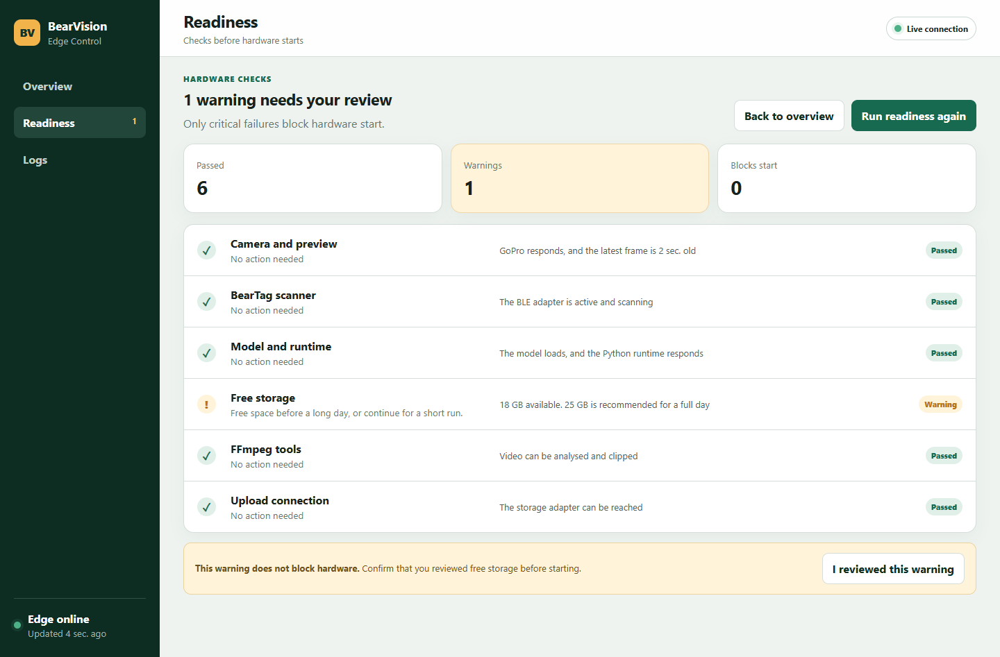 BV
BearVision
Edge Control
Overview
Readiness 1
Logs
Edge online
Updated 4 sec. ago
Readiness
Checks before hardware starts
Live connection
HARDWARE CHECKS
1 warning needs your review
Only critical failures block hardware start.
Back to overview
Run readiness again
Passed
6
Warnings
1
Blocks start
0
✓
Camera and preview
No action needed
GoPro responds, and the latest frame is 2 sec. old
Passed
✓
BearTag scanner
No action needed
The BLE adapter is active and scanning
Passed
✓
Model and runtime
No action needed
The model loads, and the Python runtime responds
Passed
!
Free storage
Free space before a long day, or continue for a short run.
18 GB available. 25 GB is recommended for a full day
Warning
✓
FFmpeg tools
No action needed
Video can be analysed and clipped
Passed
✓
Upload connection
No action needed
The storage adapter can be reached
Passed
This warning does not block hardware. Confirm that you reviewed free storage before starting.
I reviewed this warning